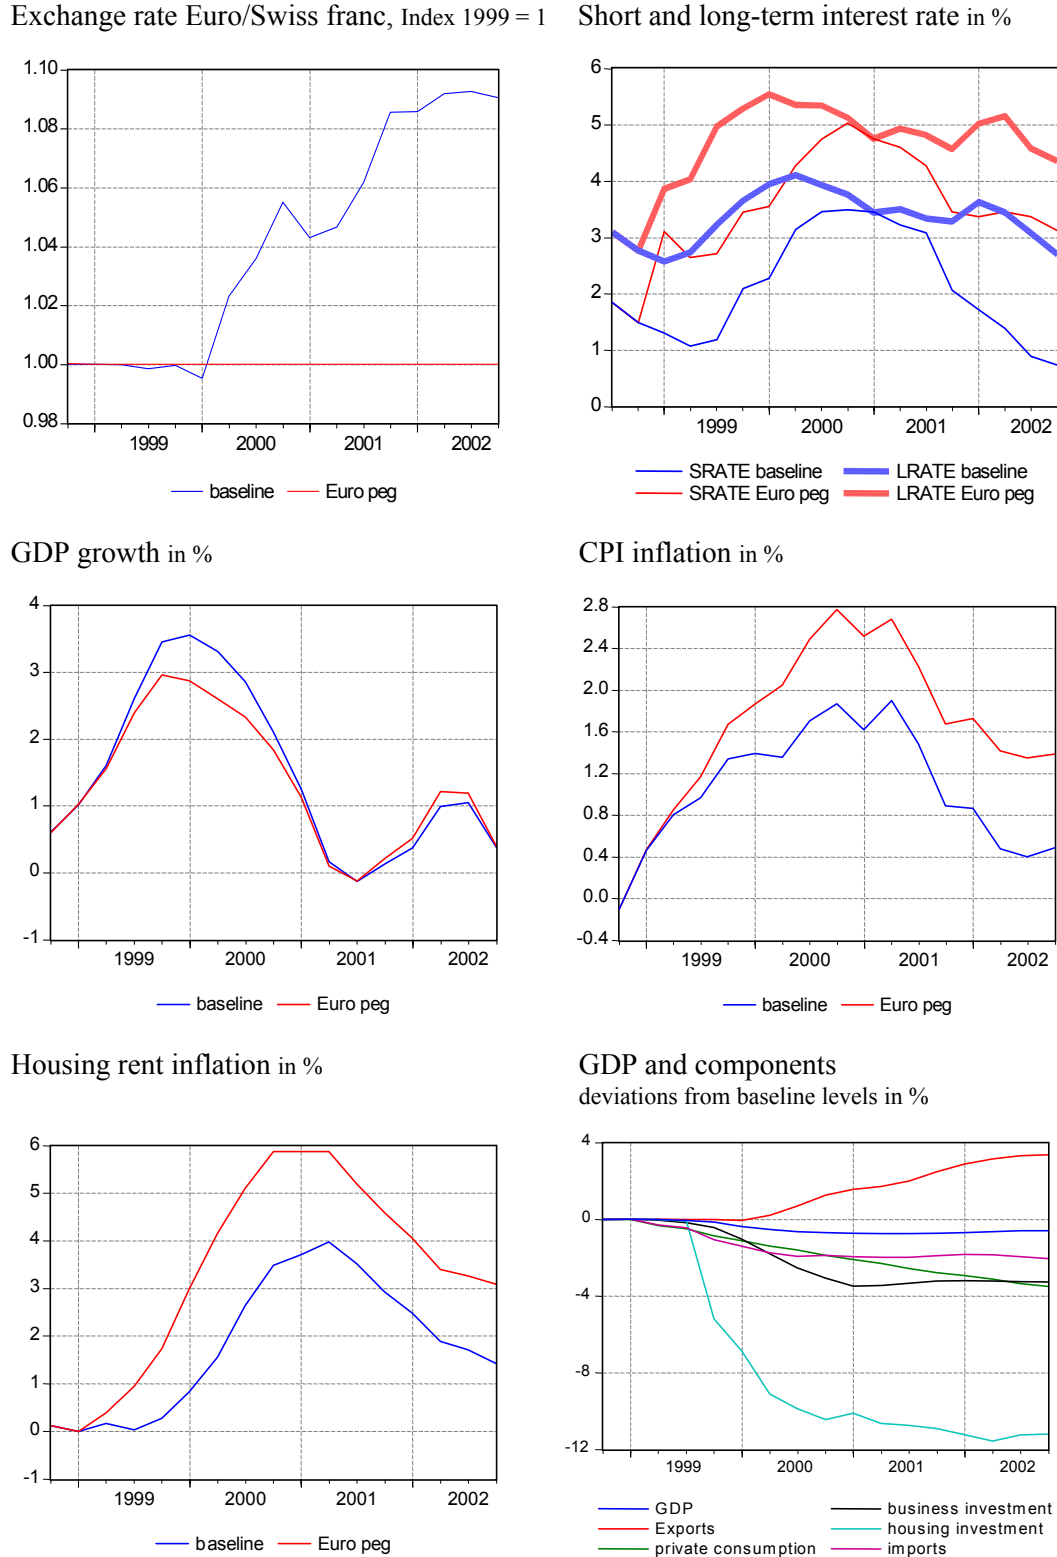 Exchange rate Euro/Swiss franc, Index 1999 = 1
1.10
1.08
1.06
1.04
1.02
1.00
0.98
1999 2000 2001 2002
baseline Euro peg
Short and long-term interest rate in %
6
5
4
3
2
1
0
1999 2000 2001 2002
SRATE baseline LRATE baseline
SRATE Euro peg LRATE Euro peg
GDP growth in %
4
3
2
1
0
-1
1999 2000 2001 2002
baseline Euro peg
CPI inflation in %
2.8
2.4
2.0
1.6
1.2
0.8
0.4
0.0
-0.4
1999 2000 2001 2002
baseline Euro peg
Housing rent inflation in %
6
5
4
3
2
1
0
-1
1999 2000 2001 2002
baseline Euro peg
GDP and components
deviations from baseline levels in %
4
0
-4
-8
-12
1999 2000 2001 2002
GDP business investment
Exports housing investment
private consumption imports